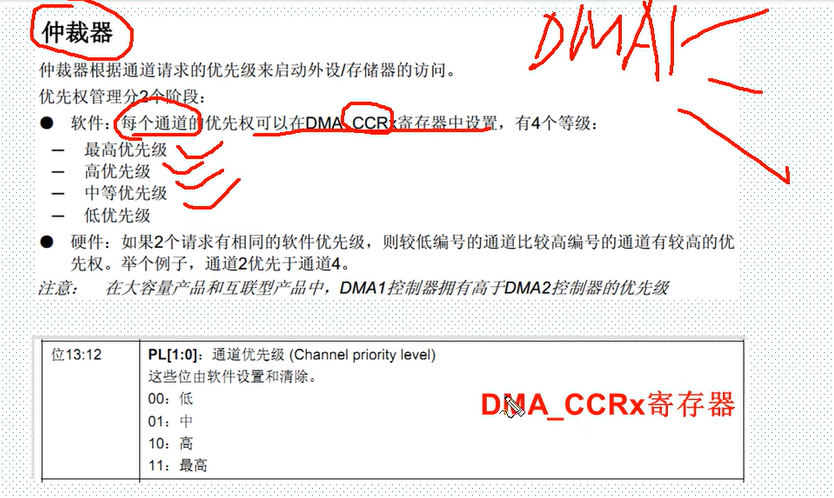 仲裁器
DMA1
仲裁器根据通道请求的优先级来启动外设/存储器的访问。
优先权管理分2个阶段：
● 软件：每个通道的优先权可以在DMA_CCRx寄存器中设置，有4个等级：
─ 最高优先级
─ 高优先级
─ 中等优先级
─ 低优先级
● 硬件：如果2个请求有相同的软件优先级，则较低编号的通道比较高编号的通道有较高的优
先权。举个例子，通道2优先于通道4。
注意： 在大容量产品和互联型产品中，DMA1控制器拥有高于DMA2控制器的优先级
位13:12
PL[1:0]：通道优先级 (Channel priority level)
这些位由软件设置和清除。
00：低
01：中
10：高
11：最高
DMA_CCRx寄存器